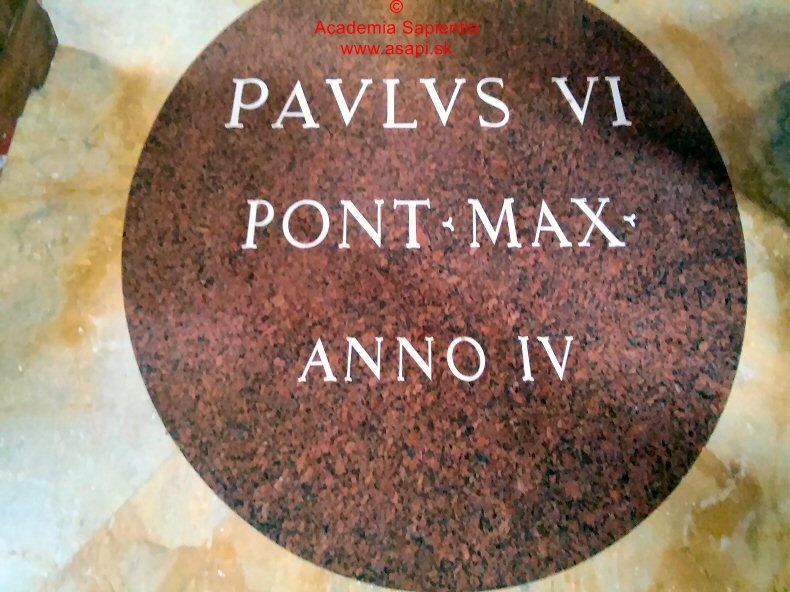 ©
Academia Sapientia
www.asapi.sk
PAVLVS VI
PONT·MAX·
ANNO IV